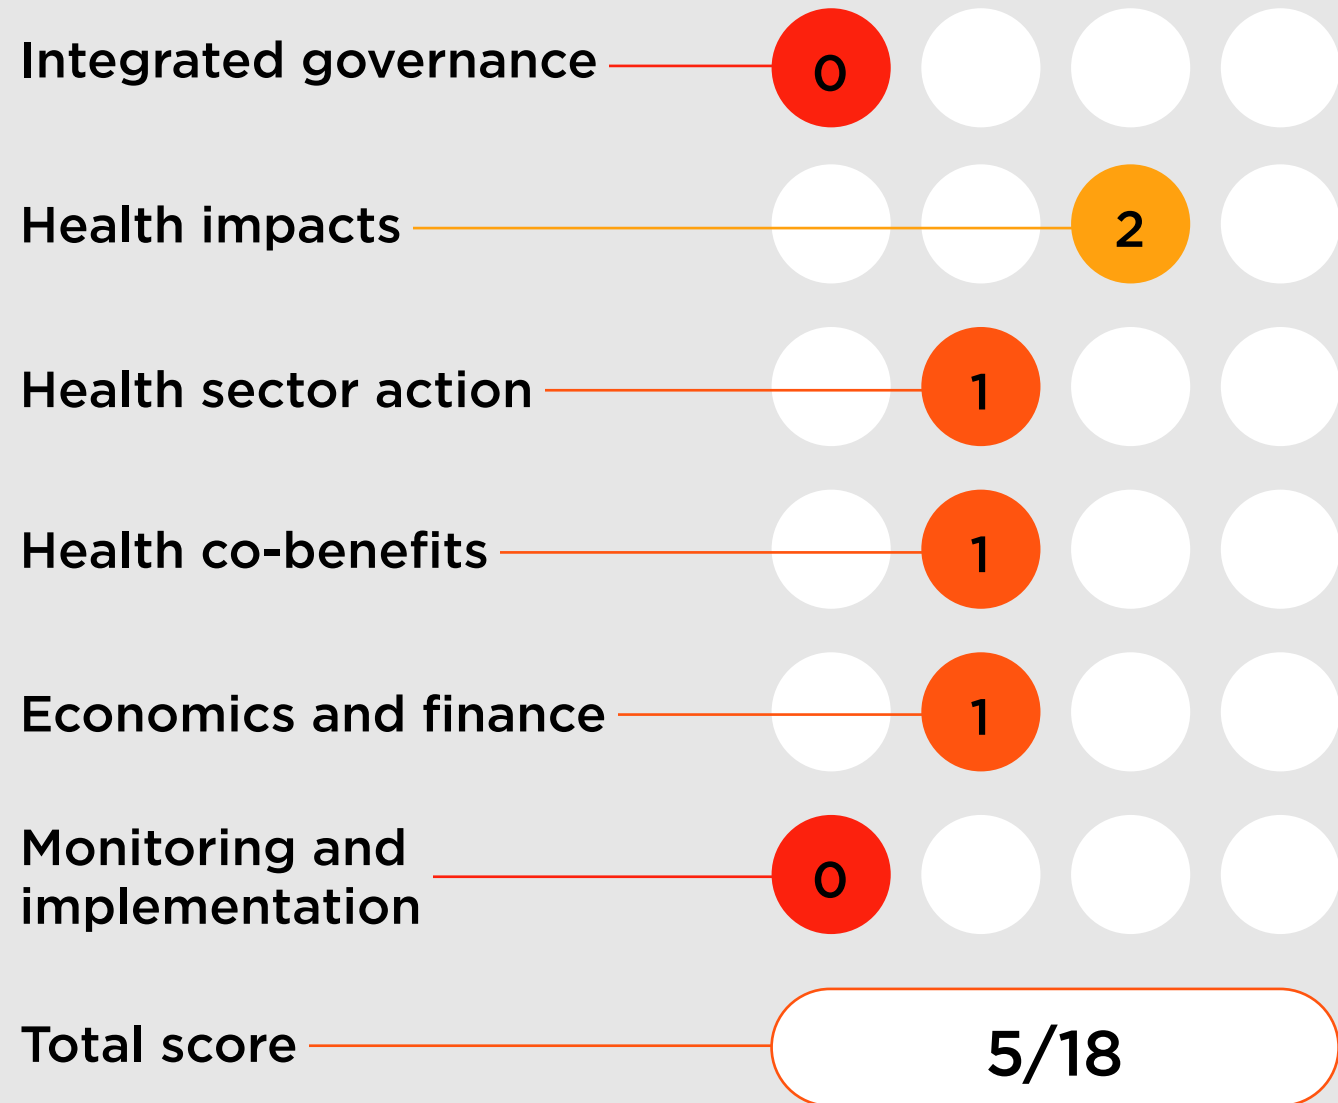 Integrated governance 0
Health impacts 2
Health sector action 1
Health co-benefits 1
Economics and finance 1
Monitoring and
implementation 0
Total score 5/18